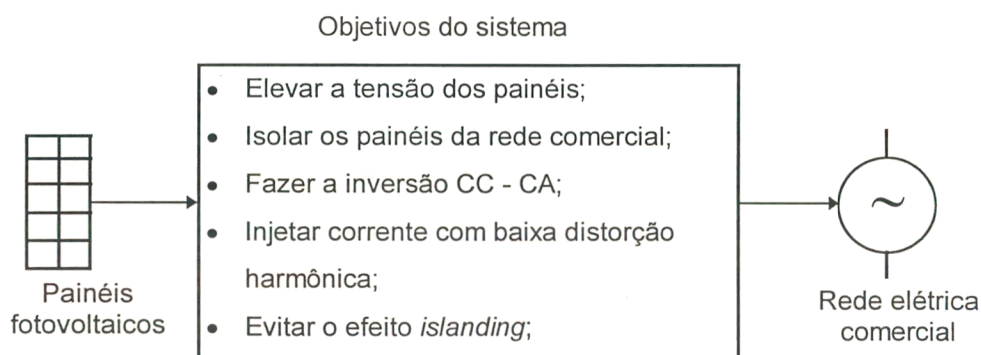 Objetivos do sistema
• Elevar a tensão dos painéis;
• Isolar os painéis da rede comercial;
• Fazer a inversão CC - CA;
• Injetar corrente com baixa distorção
harmônica;
• Evitar o efeito islanding;
Painéis
fotovoltaicos
~
Rede elétrica
comercial